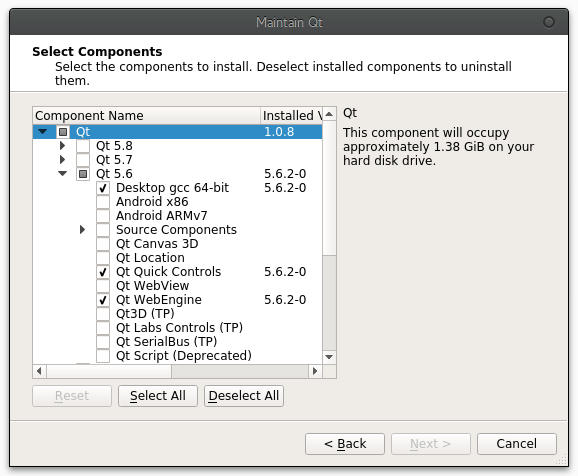 Maintain Qt
Select Components
Select the components to install. Deselect installed components to uninstall
them.
Component Name Installed V
Qt 1.0.8
Qt 5.8
Qt 5.7
Qt 5.6 5.6.2-0
Desktop gcc 64-bit 5.6.2-0
Android x86
Android ARMv7
Source Components
Qt Canvas 3D
Qt Location
Qt Quick Controls 5.6.2-0
Qt WebView
Qt WebEngine 5.6.2-0
Qt3D (TP)
Qt Labs Controls (TP)
Qt SerialBus (TP)
Qt Script (Deprecated)
Qt
This component will occupy
approximately 1.38 GiB on your
hard disk drive.
Reset Select All Deselect All
< Back Next > Cancel